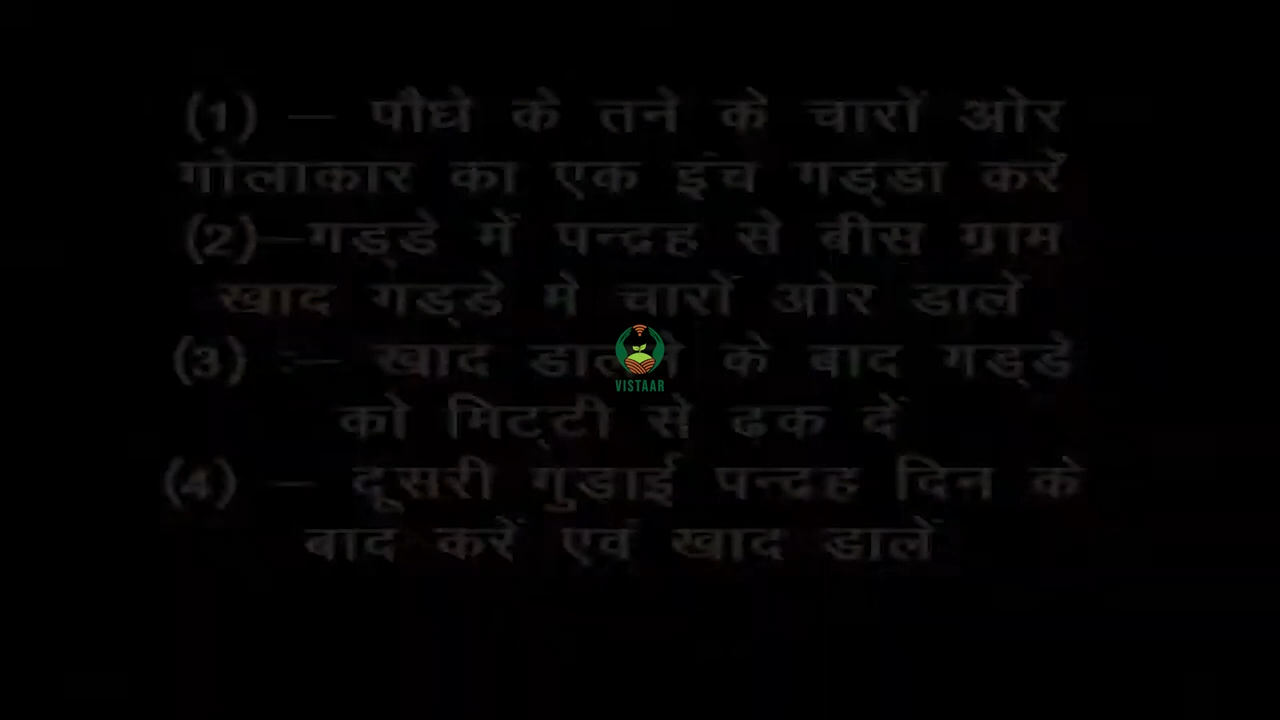 (1) – पौधे के तने के चारों ओर
गोलाकार का एक इंच गड्डा करें
(2)–गड्डे में पन्द्रह से बीस ग्राम
खाद गड्डे मे चारों ओर डालें
(3) :– खाद डालने के बाद गड्डे
को मिट्टी से ढक दें
(4) – दूसरी गुडाई पन्द्रह दिन के
बाद करें एवं खाद डालें
VISTAAR